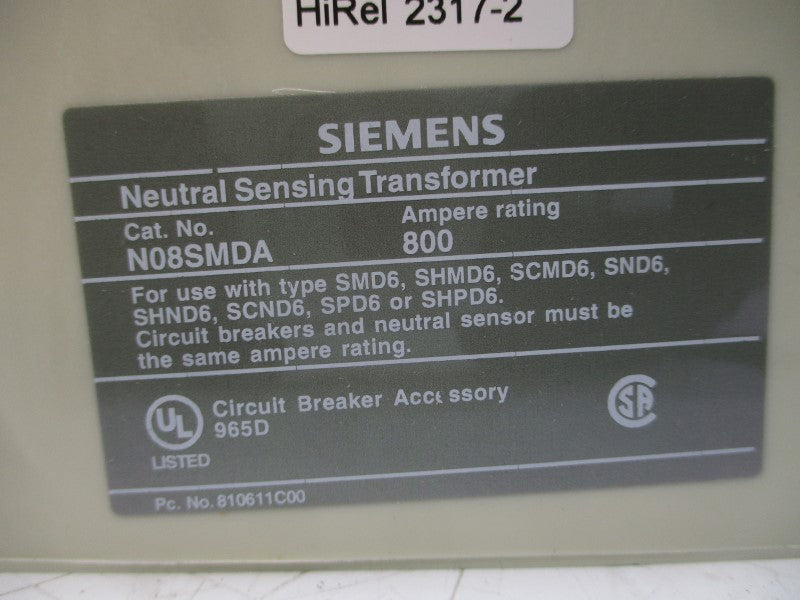 HiRel 2317-2
SIEMENS
Neutral Sensing Transformer
Cat. No. Ampere rating
N08SMDA 800
For use with type SMD6, SHMD6, SCMD6, SND6,
SHND6, SCND6, SPD6 or SHPD6.
Circuit breakers and neutral sensor must be
the same ampere rating.
UL Circuit Breaker Accessory SA
965D
LISTED
Pc. No. 810611C00